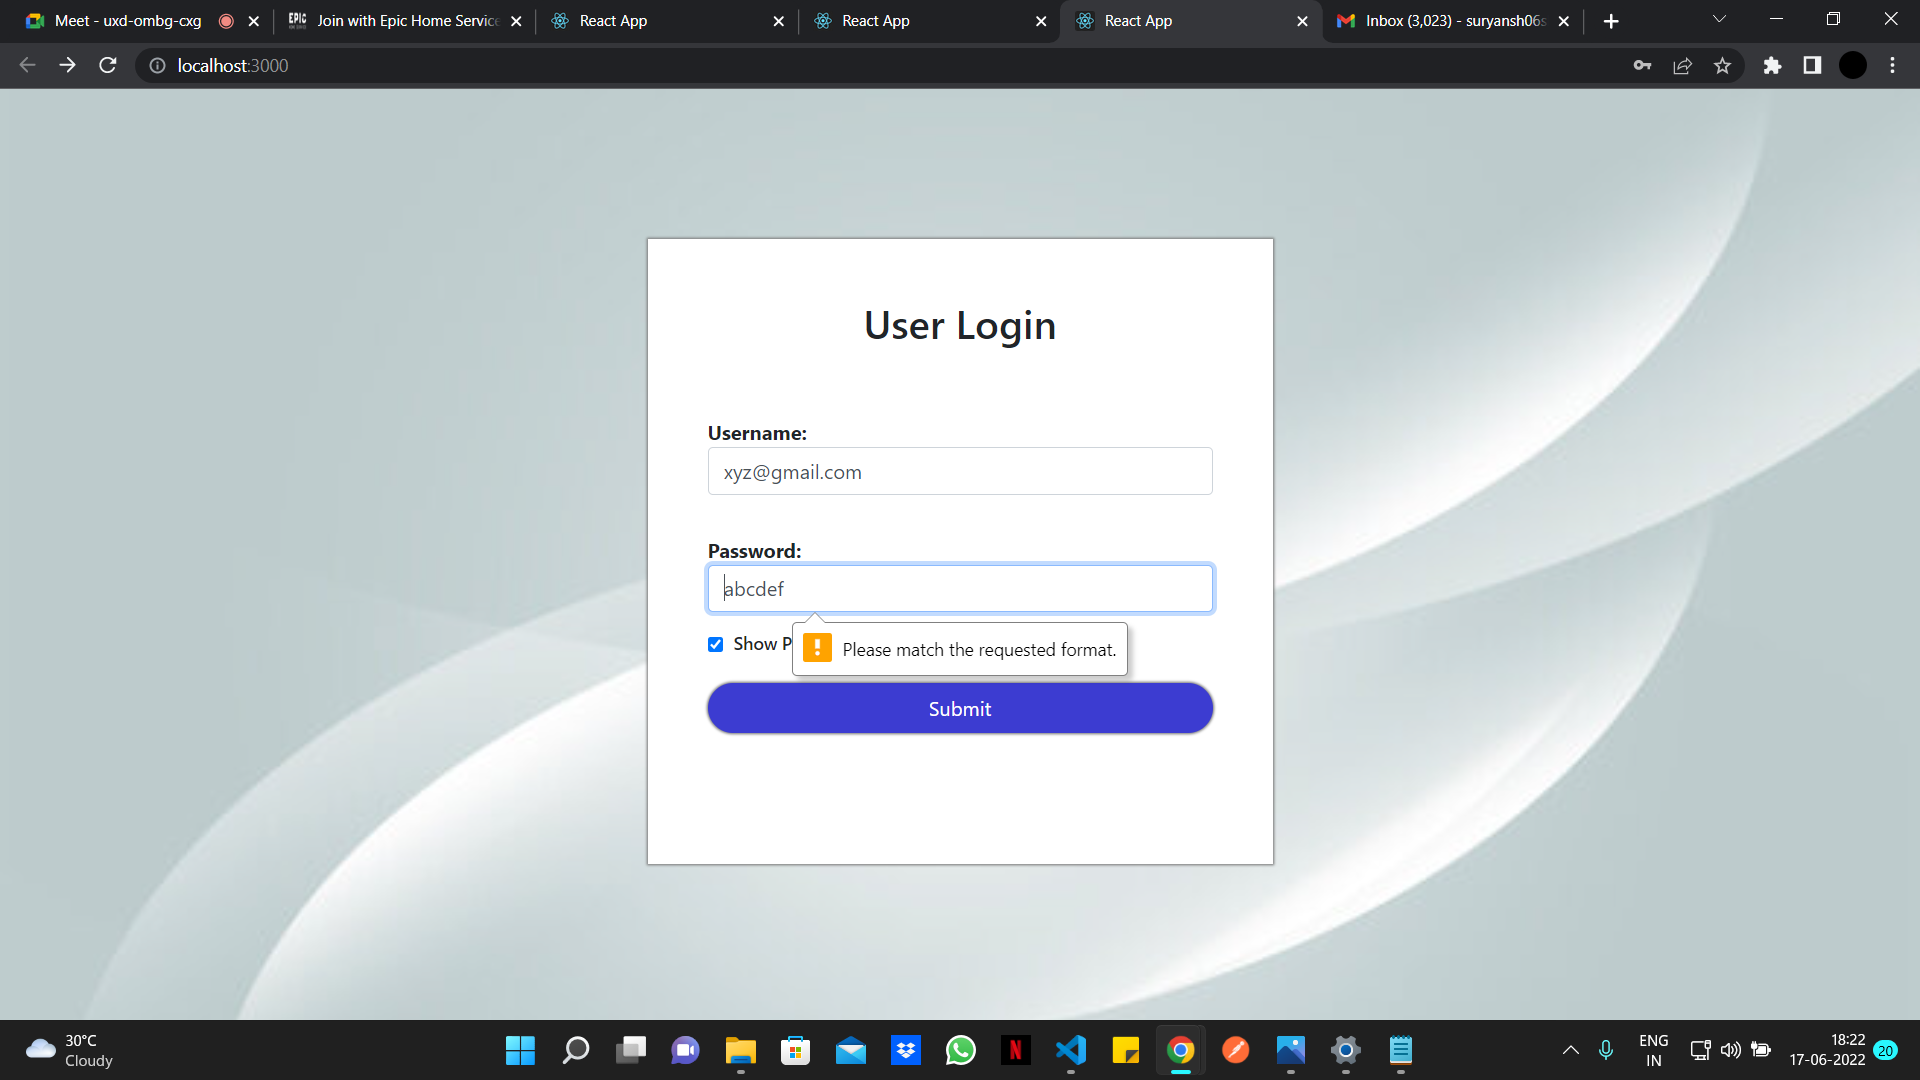 Meet - uxd-ombg-cxg
EPIC
Join with Epic Home Service
React App
React App
React App
Inbox (3,023) - suryansh06s
localhost:3000
User Login
Username:
xyz@gmail.com
Password:
abcdef
Show P
Please match the requested format.
Submit
30°C
Cloudy
N
ENG
IN
18:22
17-06-2022
20